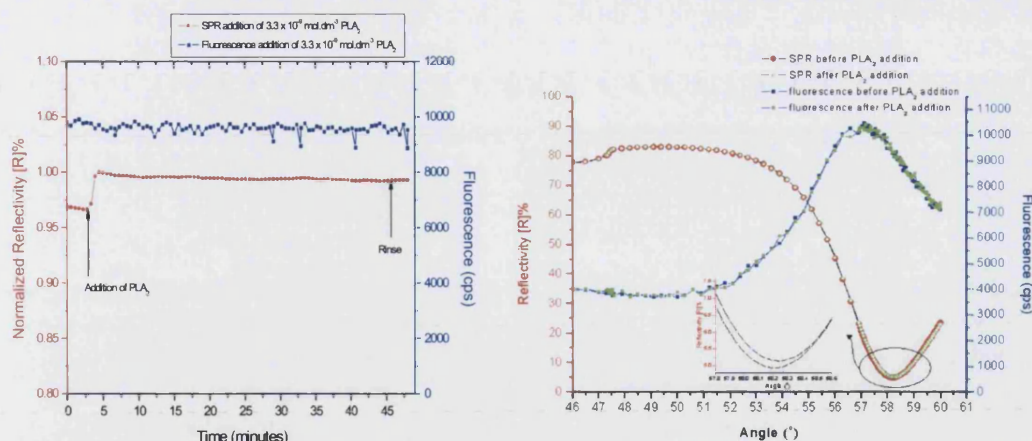 SPR addition of 3.3 x 10⁻⁸ mol.dm⁻³ PLA₂
Fluorescence addition of 3.3 x 10⁻⁸ mol.dm⁻³ PLA₂
1.10
1.05
1.00
0.95
0.90
0.85
0.80
Normalized Reflectivity [R]%
12000
10000
8000
6000
4000
2000
0
Fluorescence (cps)
Addition of PLA₂
Rinse
0 5 10 15 20 25 30 35 40 45
Time (minutes)
SPR before PLA₂ addition
SPR after PLA₂ addition
fluorescence before PLA₂ addition
fluorescence after PLA₂ addition
100
90
80
70
60
50
40
30
20
10
0
Reflectivity [R]%
11000
10000
9000
8000
7000
6000
5000
4000
3000
2000
1000
0
Fluorescence (cps)
46 47 48 49 50 51 52 53 54 55 56 57 58 59 60 61
Angle (°)